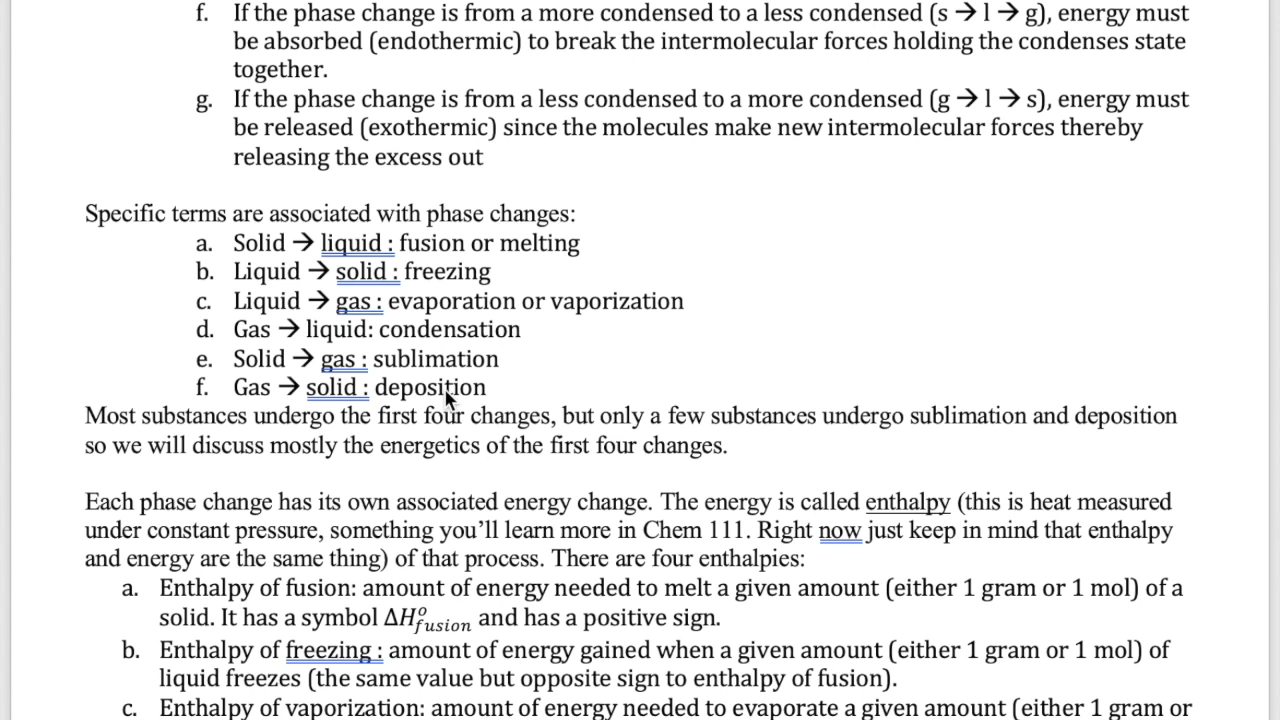 f. If the phase change is from a more condensed to a less condensed (s → l → g), energy must
be absorbed (endothermic) to break the intermolecular forces holding the condenses state
together.
g. If the phase change is from a less condensed to a more condensed (g → l → s), energy must
be released (exothermic) since the molecules make new intermolecular forces thereby
releasing the excess out
Specific terms are associated with phase changes:
a. Solid → liquid : fusion or melting
b. Liquid → solid : freezing
c. Liquid → gas : evaporation or vaporization
d. Gas → liquid: condensation
e. Solid → gas : sublimation
f. Gas → solid : deposition
Most substances undergo the first four changes, but only a few substances undergo sublimation and deposition
so we will discuss mostly the energetics of the first four changes.
Each phase change has its own associated energy change. The energy is called enthalpy (this is heat measured
under constant pressure, something you’ll learn more in Chem 111. Right now just keep in mind that enthalpy
and energy are the same thing) of that process. There are four enthalpies:
a. Enthalpy of fusion: amount of energy needed to melt a given amount (either 1 gram or 1 mol) of a
solid. It has a symbol ΔH°fusion and has a positive sign.
b. Enthalpy of freezing : amount of energy gained when a given amount (either 1 gram or 1 mol) of
liquid freezes (the same value but opposite sign to enthalpy of fusion).
c. Enthalpy of vaporization: amount of energy needed to evaporate a given amount (either 1 gram or